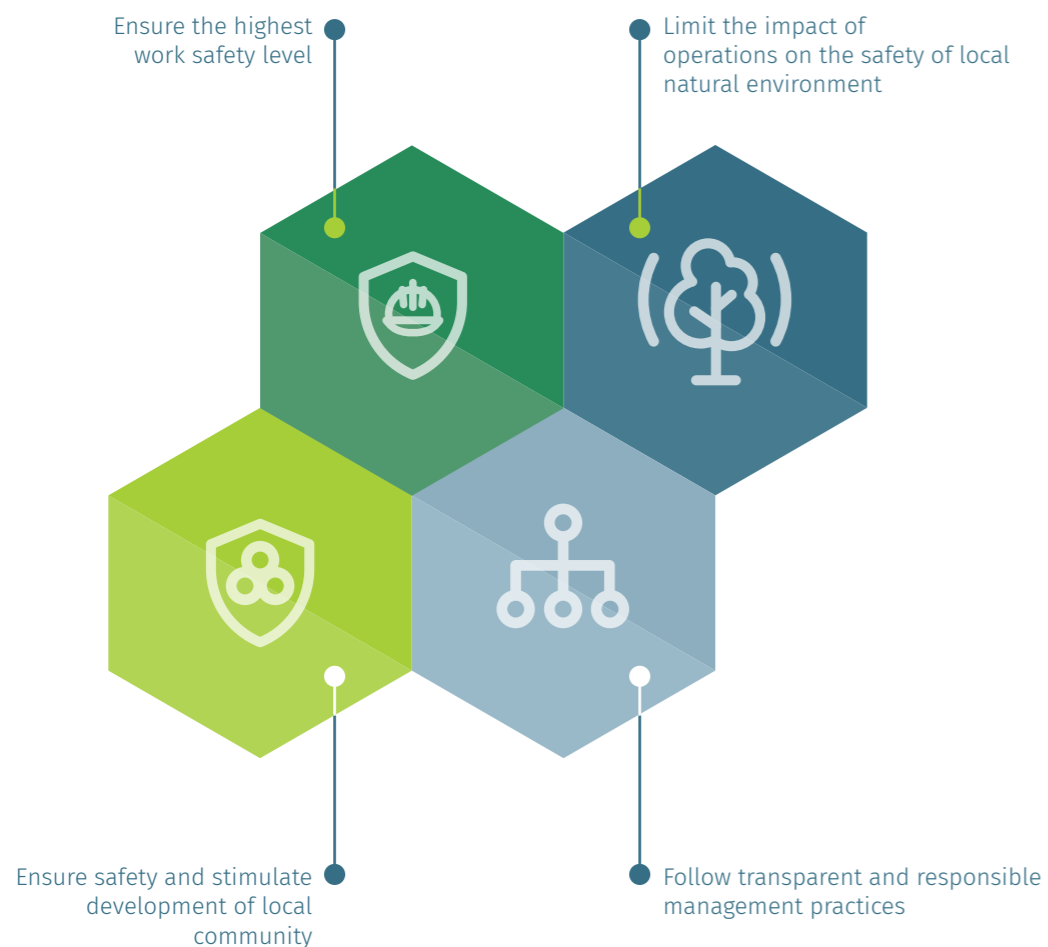 Ensure the highest
work safety level
Limit the impact of
operations on the safety of local
natural environment
Ensure safety and stimulate
development of local
community
Follow transparent and responsible
management practices